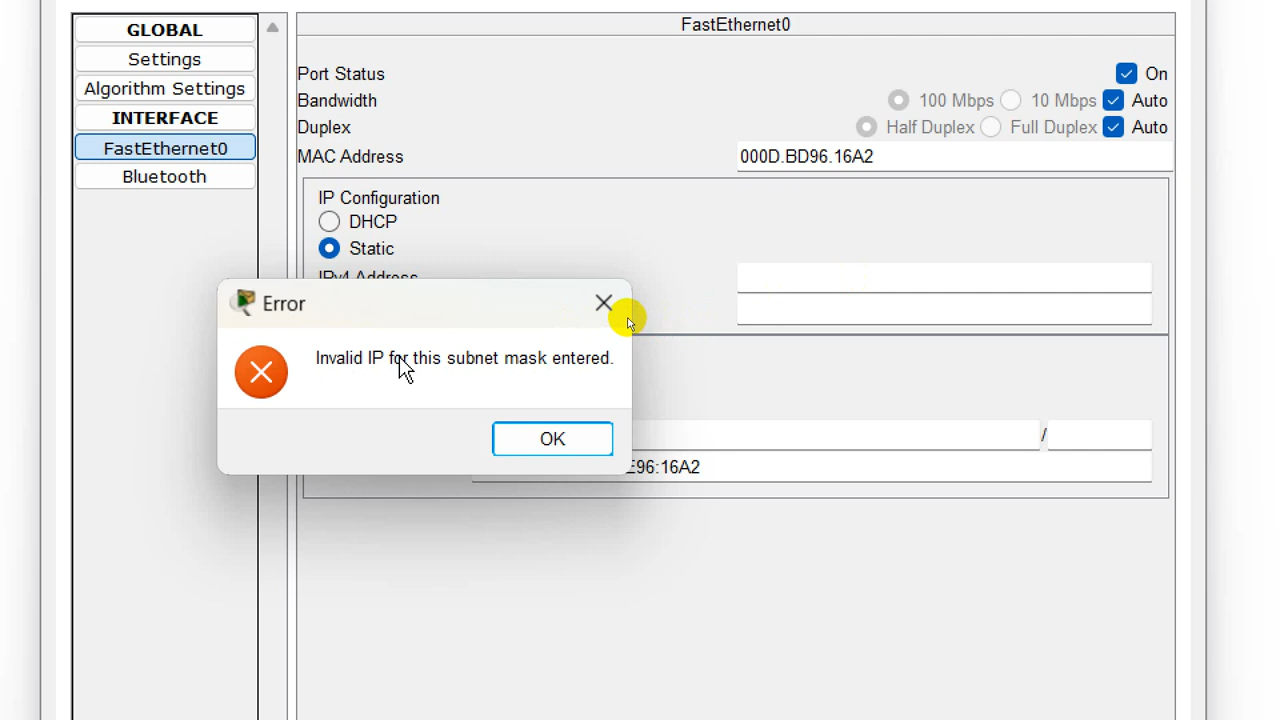 GLOBAL
Settings
Algorithm Settings
INTERFACE
FastEthernet0
Bluetooth
FastEthernet0
Port Status
On
Bandwidth
100 Mbps
10 Mbps
Auto
Duplex
Half Duplex
Full Duplex
Auto
MAC Address
000D.BD96.16A2
IP Configuration
DHCP
Static
IPv4 Address
Error
Invalid IP for this subnet mask entered.
OK
/
E96:16A2